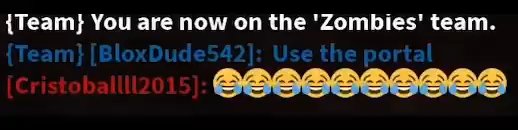 {Team} You are now on the 'Zombies' team.
{Team} [BloxDude542]: Use the portal
[Cristoballll2015]: 😂😂😂😂😂😂😂😂😂😂